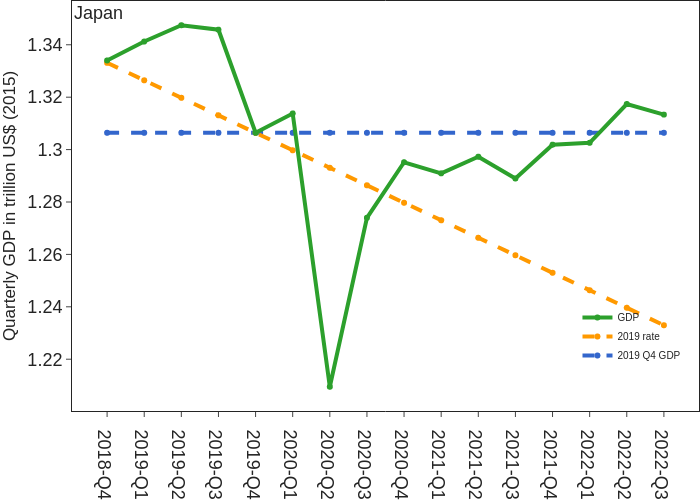 Japan
Quarterly GDP in trillion US$ (2015)
1.34
1.32
1.3
1.28
1.26
1.24
1.22
GDP
2019 rate
2019 Q4 GDP
2018-Q4
2019-Q1
2019-Q2
2019-Q3
2019-Q4
2020-Q1
2020-Q2
2020-Q3
2020-Q4
2021-Q1
2021-Q2
2021-Q3
2021-Q4
2022-Q1
2022-Q2
2022-Q3